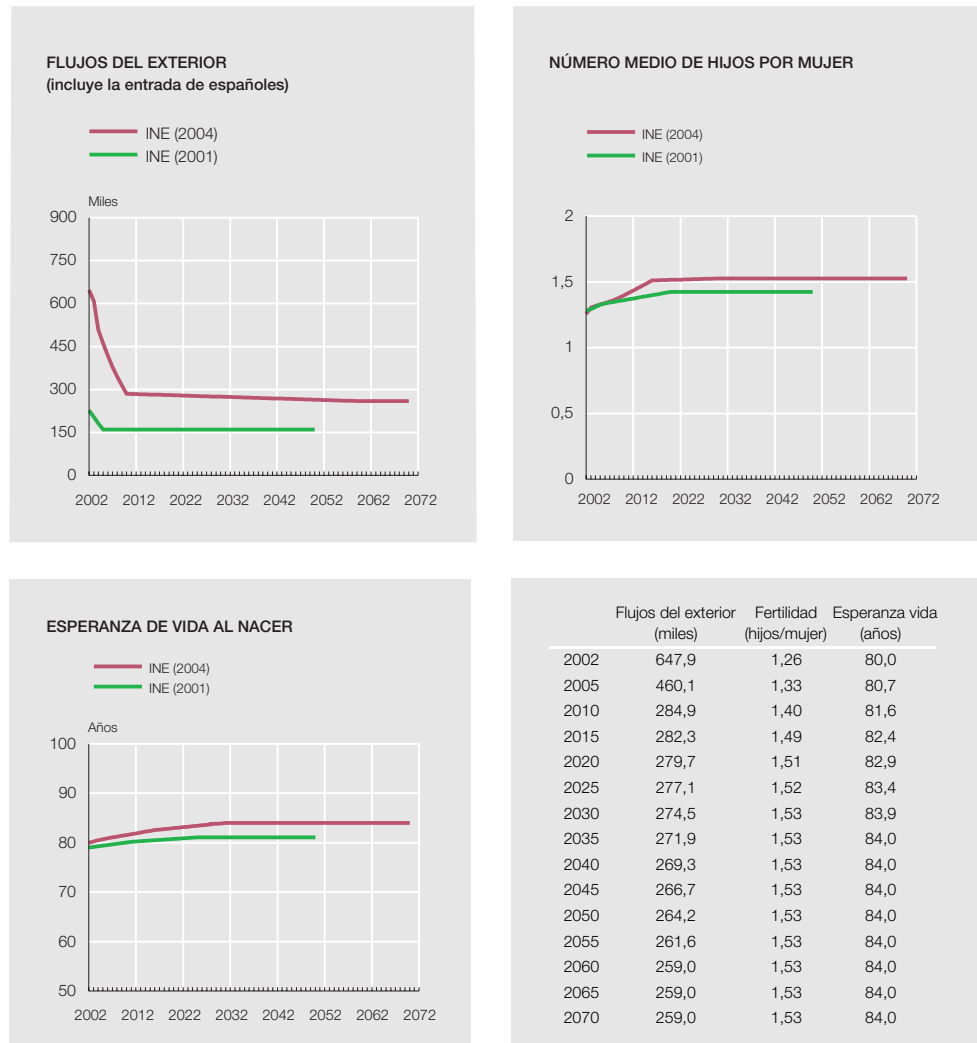 FLUJOS DEL EXTERIOR
(incluye la entrada de españoles)
INE (2004)
INE (2001)
Miles
900
750
600
450
300
150
0
2002 2012 2022 2032 2042 2052 2062 2072
NÚMERO MEDIO DE HIJOS POR MUJER
INE (2004)
INE (2001)
2
1,5
1
0,5
0
2002 2012 2022 2032 2042 2052 2062 2072
ESPERANZA DE VIDA AL NACER
INE (2004)
INE (2001)
Años
100
90
80
70
60
50
2002 2012 2022 2032 2042 2052 2062 2072
Flujos del exterior Fertilidad Esperanza vida
(miles) (hijos/mujer) (años)
2002 647,9 1,26 80,0
2005 460,1 1,33 80,7
2010 284,9 1,40 81,6
2015 282,3 1,49 82,4
2020 279,7 1,51 82,9
2025 277,1 1,52 83,4
2030 274,5 1,53 83,9
2035 271,9 1,53 84,0
2040 269,3 1,53 84,0
2045 266,7 1,53 84,0
2050 264,2 1,53 84,0
2055 261,6 1,53 84,0
2060 259,0 1,53 84,0
2065 259,0 1,53 84,0
2070 259,0 1,53 84,0